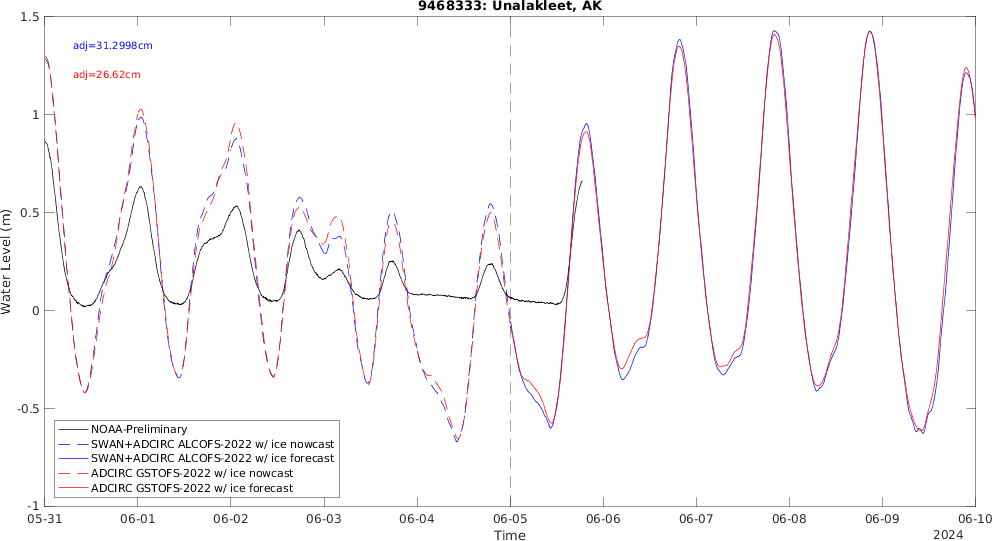 9468333: Unalakleet, AK
adj=31.2998cm
adj=26.62cm
Water Level (m)
1.5
1
0.5
0
-0.5
-1
NOAA-Preliminary
SWAN+ADCIRC ALCOFS-2022 w/ ice nowcast
SWAN+ADCIRC ALCOFS-2022 w/ ice forecast
ADCIRC GSTOFS-2022 w/ ice nowcast
ADCIRC GSTOFS-2022 w/ ice forecast
05-31 06-01 06-02 06-03 06-04 06-05 06-06 06-07 06-08 06-09 06-10
Time
2024